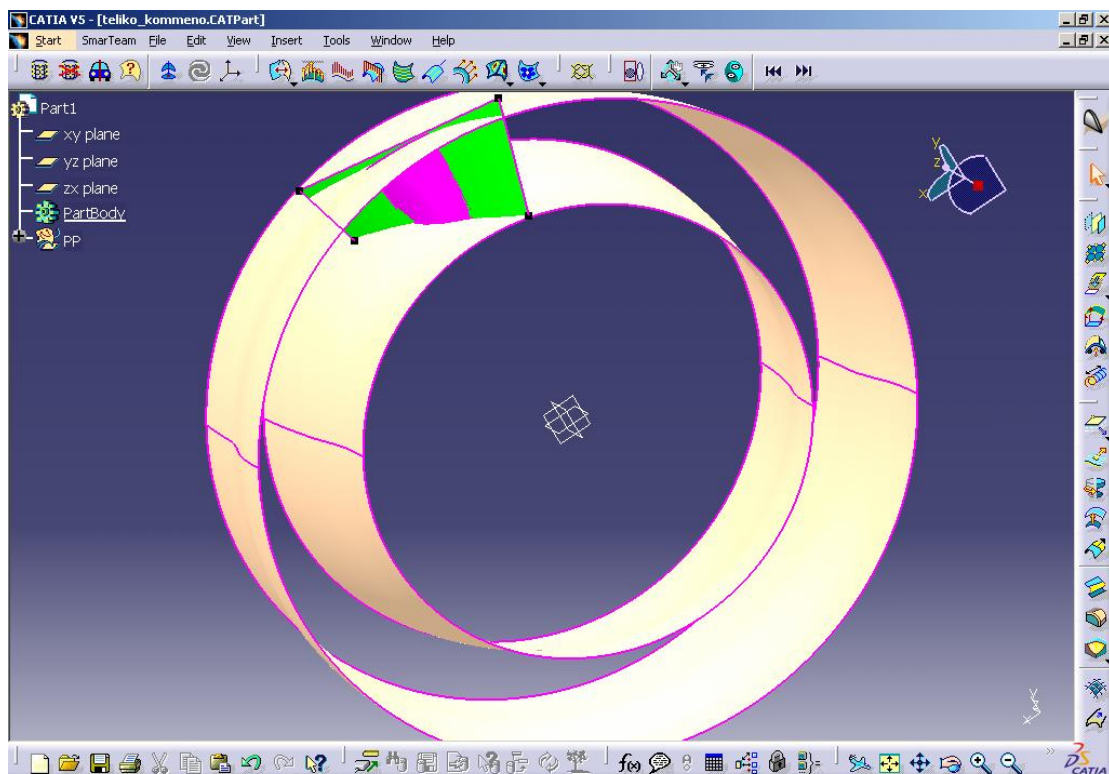 CATIA V5 - [teliko_kommeno.CATPart]
Start SmarTeam File Edit View Insert Tools Window Help
Part1
xy plane
yz plane
zx plane
PartBody
PP
y
z
x
f(x)
DS
CATIA